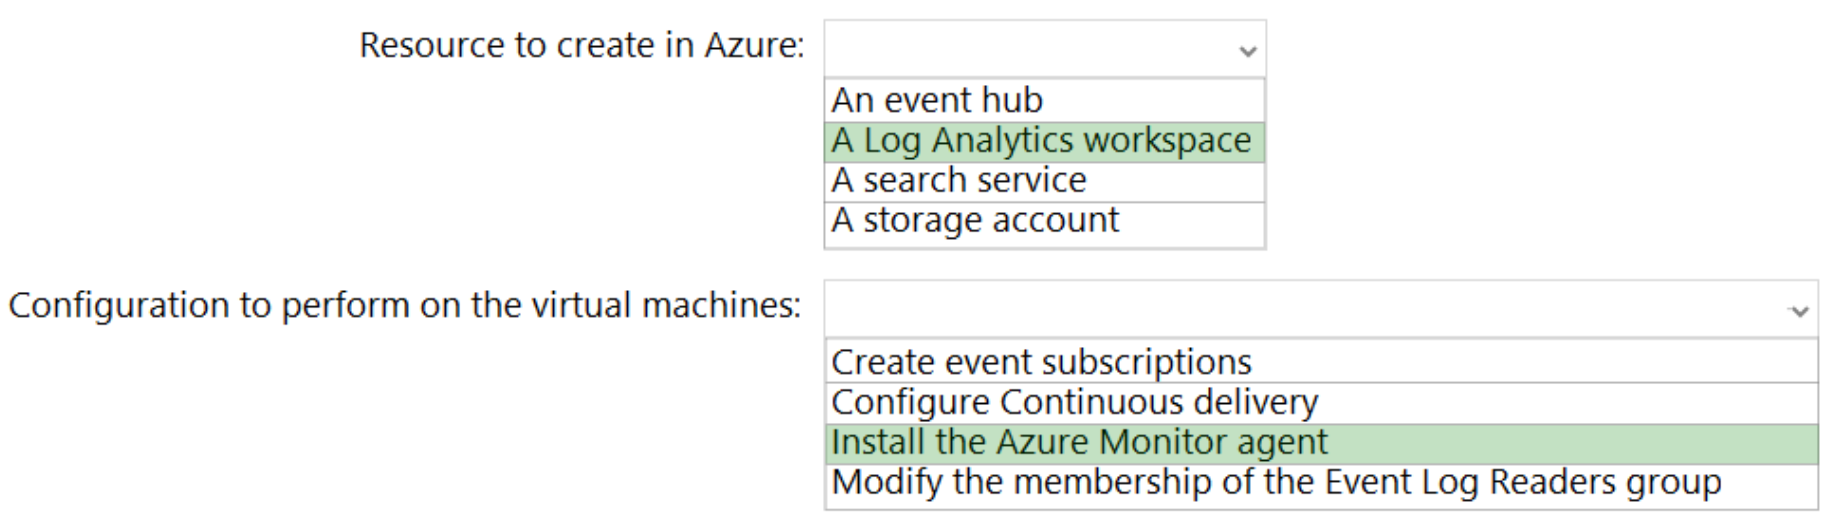 Resource to create in Azure:
An event hub
A Log Analytics workspace
A search service
A storage account
Configuration to perform on the virtual machines:
Create event subscriptions
Configure Continuous delivery
Install the Azure Monitor agent
Modify the membership of the Event Log Readers group